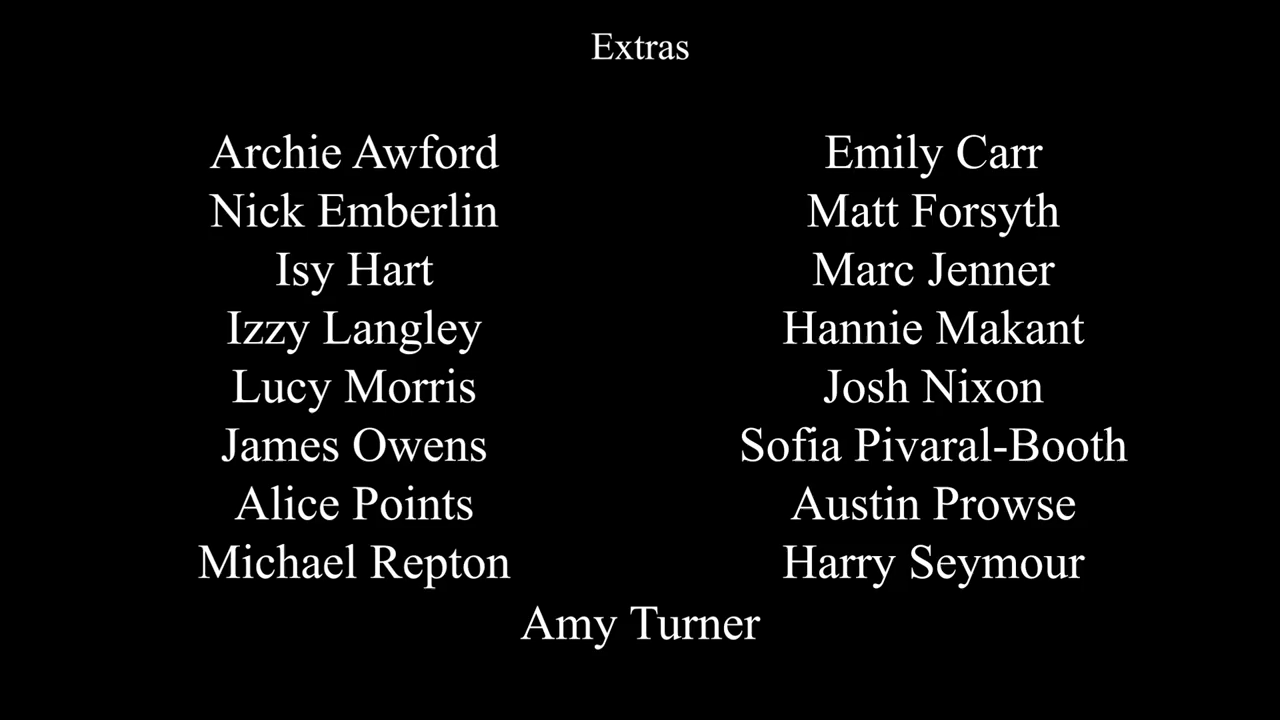 Extras
Archie Awford
Emily Carr
Nick Emberlin
Matt Forsyth
Isy Hart
Marc Jenner
Izzy Langley
Hannie Makant
Lucy Morris
Josh Nixon
James Owens
Sofia Pivaral-Booth
Alice Points
Austin Prowse
Michael Repton
Harry Seymour
Amy Turner